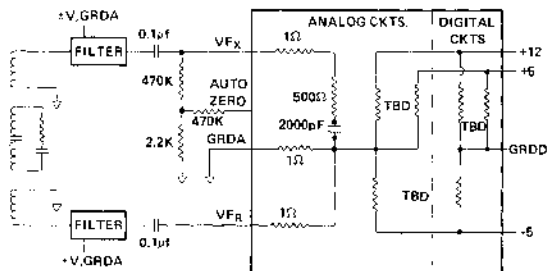 ±V,GRDA
FILTER
0.1µf
VFX
1Ω
ANALOG CKTS.
DIGITAL CKTS
+12
+6
470K
AUTO ZERO
470K
500Ω
2000pF
TBD
TBD
2.2K
GRDA
1Ω
GRDD
TBD
FILTER
0.1µf
VFR
1Ω
-5
+V,GRDA